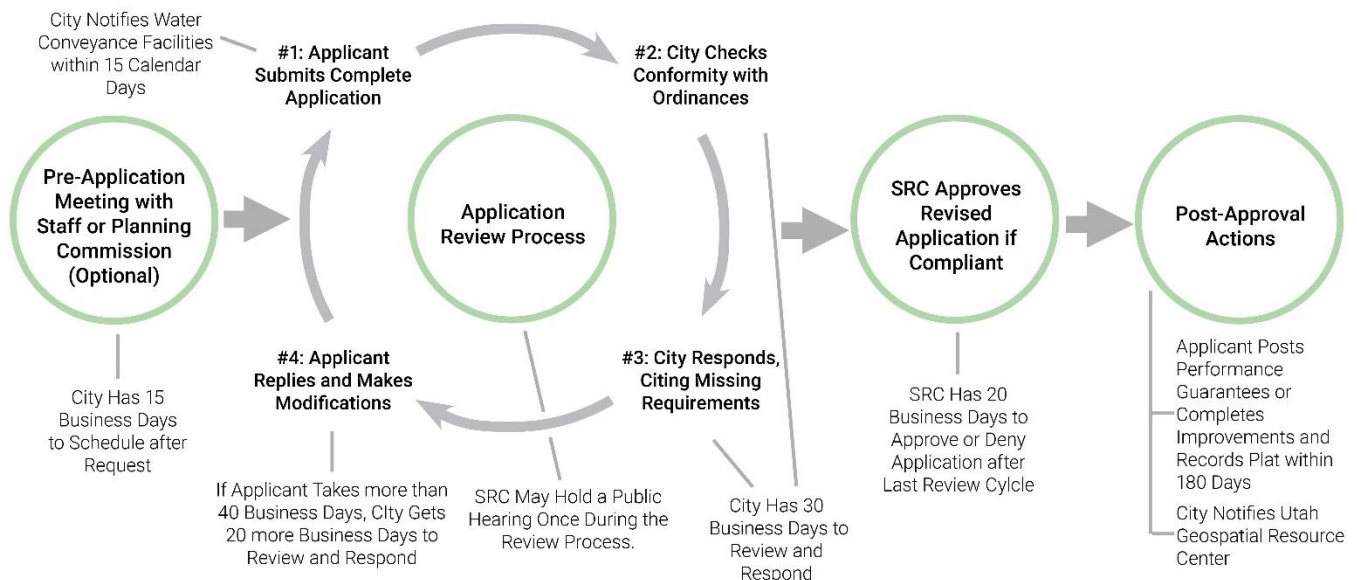 City Notifies Water
Conveyance Facilities
within 15 Calendar
Days
#1: Applicant
Submits Complete
Application
#2: City Checks
Conformity with
Ordinances
Pre-Application
Meeting with
Staff or Planning
Commission
(Optional)
Application
Review Process
SRC Approves
Revised
Application if
Compliant
Post-Approval
Actions
#4: Applicant
Replies and Makes
Modifications
#3: City Responds,
Citing Missing
Requirements
City Has 15
Business Days
to Schedule after
Request
If Applicant Takes more than
40 Business Days, CIty Gets
20 more Business Days to
Review and Respond
SRC May Hold a Public
Hearing Once During the
Review Process.
City Has 30
Business Days to
Review and
Respond
SRC Has 20
Business Days to
Approve or Deny
Application after
Last Review Cylcle
Applicant Posts
Performance
Guarantees or
Completes
Improvements and
Records Plat within
180 Days
City Notifies Utah
Geospatial Resource
Center